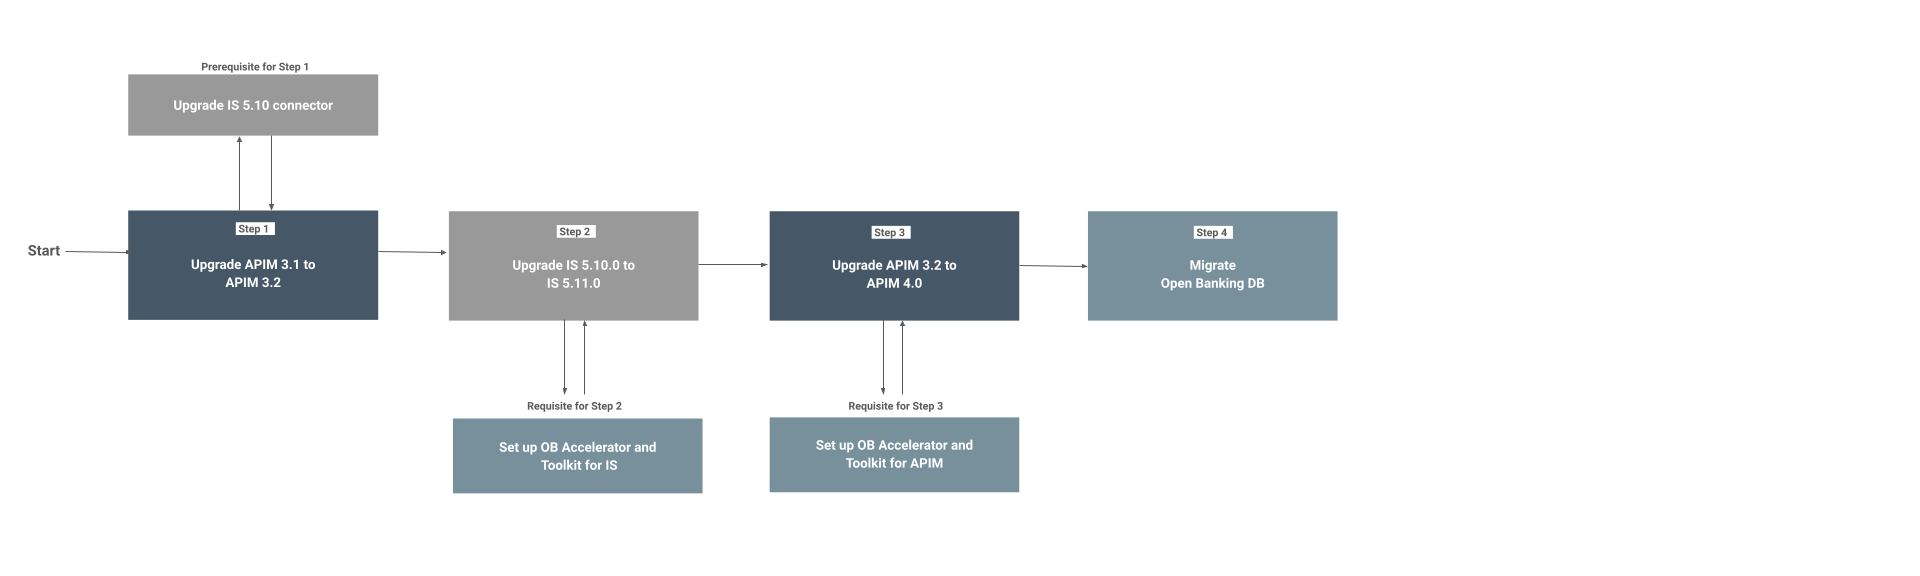 Prerequisite for Step 1
Upgrade IS 5.10 connector
Start
Step 1
Upgrade APIM 3.1 to
APIM 3.2
Step 2
Upgrade IS 5.10.0 to
IS 5.11.0
Step 3
Upgrade APIM 3.2 to
APIM 4.0
Step 4
Migrate
Open Banking DB
Requisite for Step 2
Set up OB Accelerator and
Toolkit for IS
Requisite for Step 3
Set up OB Accelerator and
Toolkit for APIM